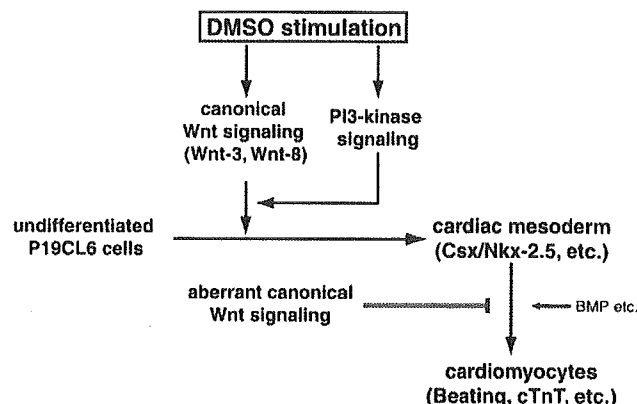 DMSO stimulation
canonical
Wnt signaling
(Wnt-3, Wnt-8)
PI3-kinase
signaling
undifferentiated
P19CL6 cells
cardiac mesoderm
(Csx/Nkx-2.5, etc.)
aberrant canonical
Wnt signaling
BMP etc.
cardiomyocytes
(Beating, cTnT, etc.)